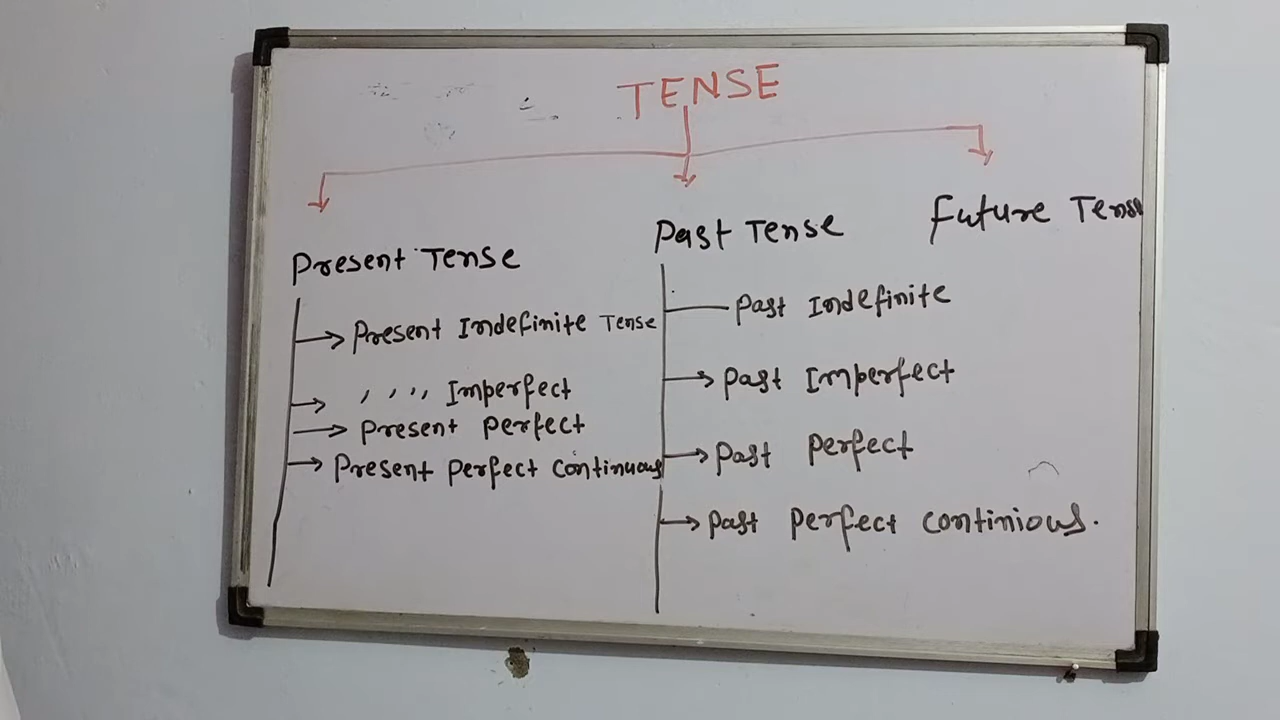 TENSE
Present Tense
Present Indefinite Tense
,,,, Imperfect
Present perfect
Present perfect continuous
Past Tense
Past Indefinite
Past Imperfect
Past perfect
Past perfect continious.
Future Tense